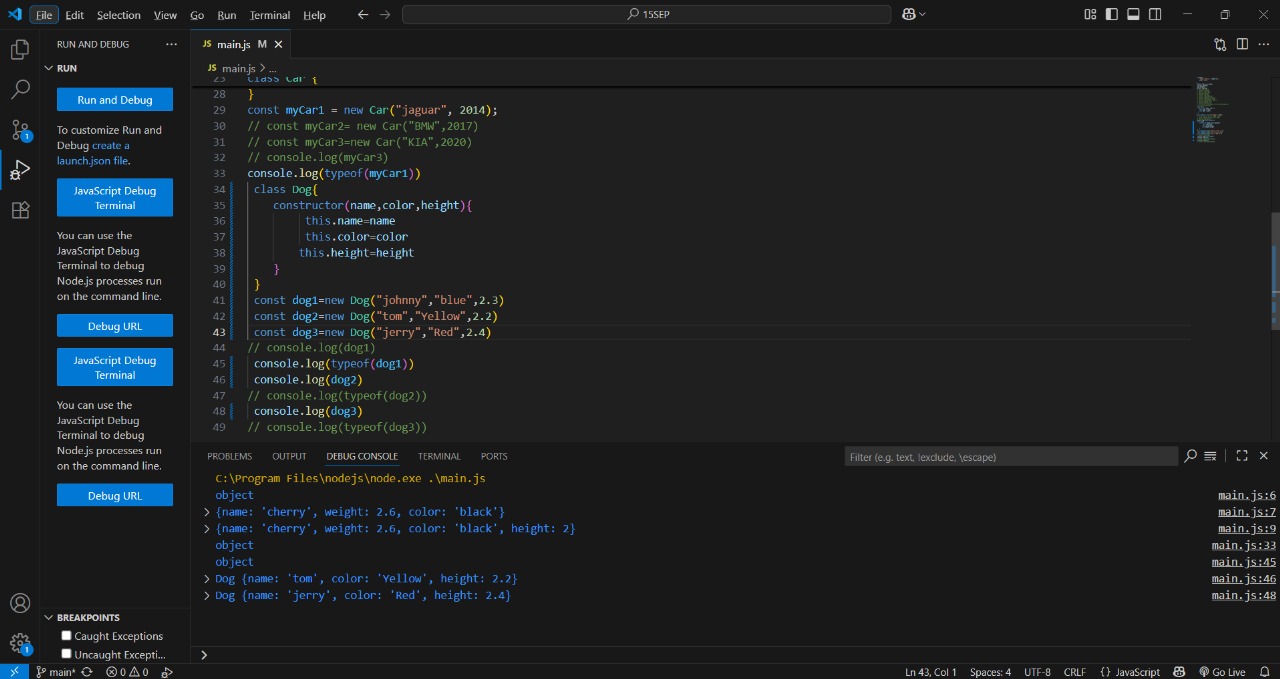 File Edit Selection View Go Run Terminal Help 15SEP
RUN AND DEBUG
RUN
Run and Debug
To customize Run and
Debug create a
launch.json file.
JavaScript Debug
Terminal
You can use the
JavaScript Debug
Terminal to debug
Node.js processes run
on the command line.
Debug URL
JavaScript Debug
Terminal
You can use the
JavaScript Debug
Terminal to debug
Node.js processes run
on the command line.
Debug URL
BREAKPOINTS
Caught Exceptions
Uncaught Excepti...
1
1
JS main.js M
JS main.js > ...
23 class Car {
28 }
29 const myCar1 = new Car("jaguar", 2014);
30 // const myCar2= new Car("BMW",2017)
31 // const myCar3=new Car("KIA",2020)
32 // console.log(myCar3)
33 console.log(typeof(myCar1))
34 class Dog{
35 constructor(name,color,height){
36 this.name=name
37 this.color=color
38 this.height=height
39 }
40 }
41 const dog1=new Dog("johnny","blue",2.3)
42 const dog2=new Dog("tom","Yellow",2.2)
43 const dog3=new Dog("jerry","Red",2.4)
44 // console.log(dog1)
45 console.log(typeof(dog1))
46 console.log(dog2)
47 // console.log(typeof(dog2))
48 console.log(dog3)
49 // console.log(typeof(dog3))
PROBLEMS OUTPUT DEBUG CONSOLE TERMINAL PORTS Filter (e.g. text, !exclude, \escape)
C:\Program Files\nodejs\node.exe .\main.js
object main.js:6
> {name: 'cherry', weight: 2.6, color: 'black'} main.js:7
> {name: 'cherry', weight: 2.6, color: 'black', height: 2} main.js:9
object main.js:33
object main.js:45
> Dog {name: 'tom', color: 'Yellow', height: 2.2} main.js:46
> Dog {name: 'jerry', color: 'Red', height: 2.4} main.js:48
>
main* 0 0 Ln 43, Col 1 Spaces: 4 UTF-8 CRLF {} JavaScript Go Live